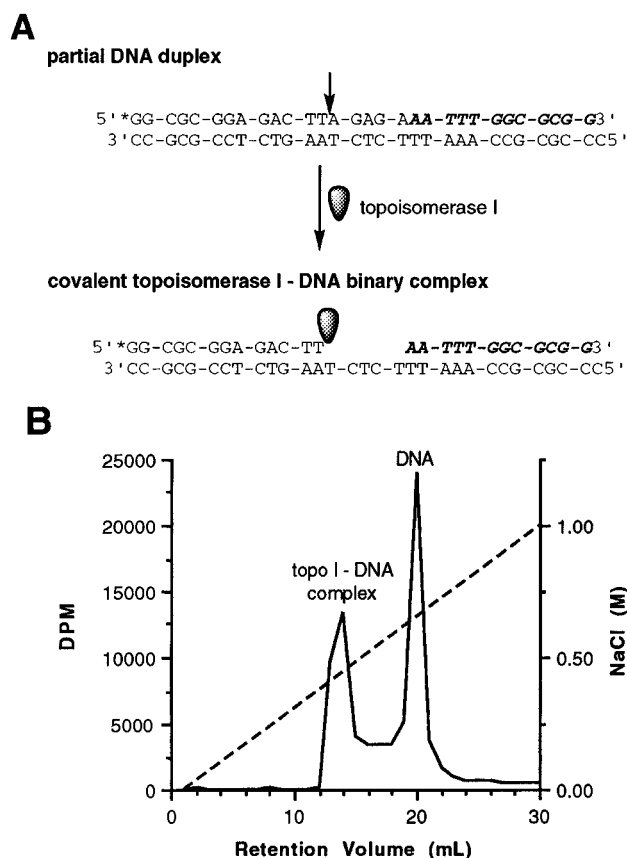 A
partial DNA duplex
5'*GG-CGC-GGA-GAC-TTA-GAG-AAA-TTT-GGC-GCG-G3'
3'CC-GCG-CCT-CTG-AAT-CTC-TTT-AAA-CCG-CGC-CC5'
topoisomerase I
covalent topoisomerase I - DNA binary complex
5'*GG-CGC-GGA-GAC-TT AA-TTT-GGC-GCG-G3'
3'CC-GCG-CCT-CTG-AAT-CTC-TTT-AAA-CCG-CGC-CC5'
B
25000
20000
15000
10000
5000
0
DPM
DNA
topo I - DNA
complex
1.00
0.50
0.00
NaCl (M)
0
10
20
30
Retention Volume (mL)